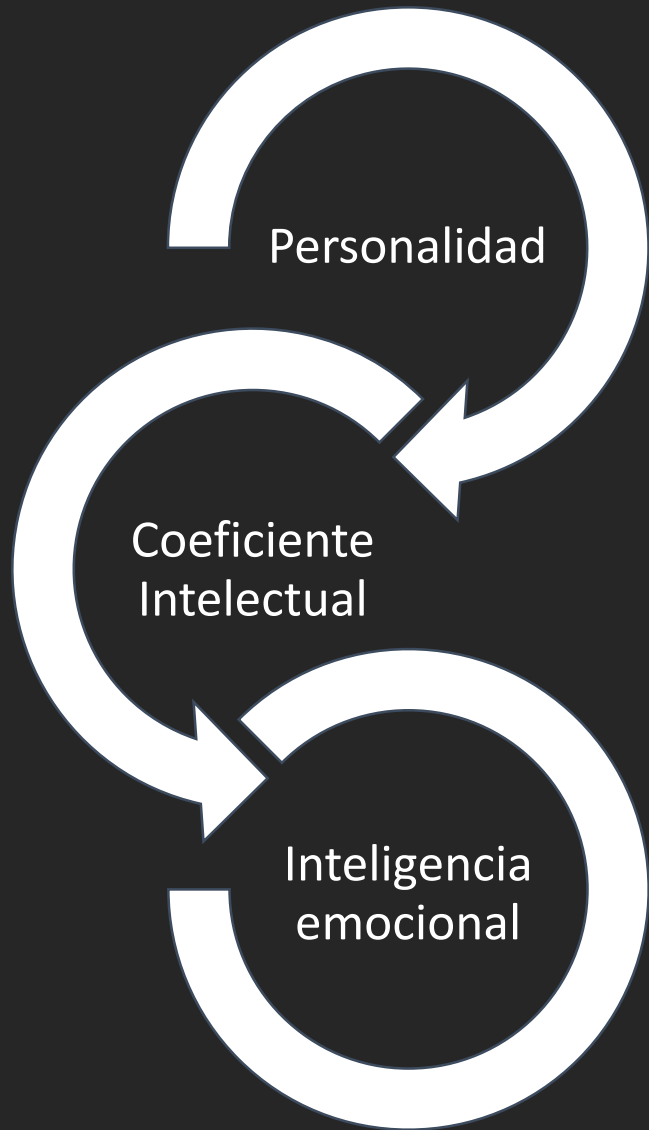 Personalidad
Coeficiente
Intelectual
Inteligencia
emocional